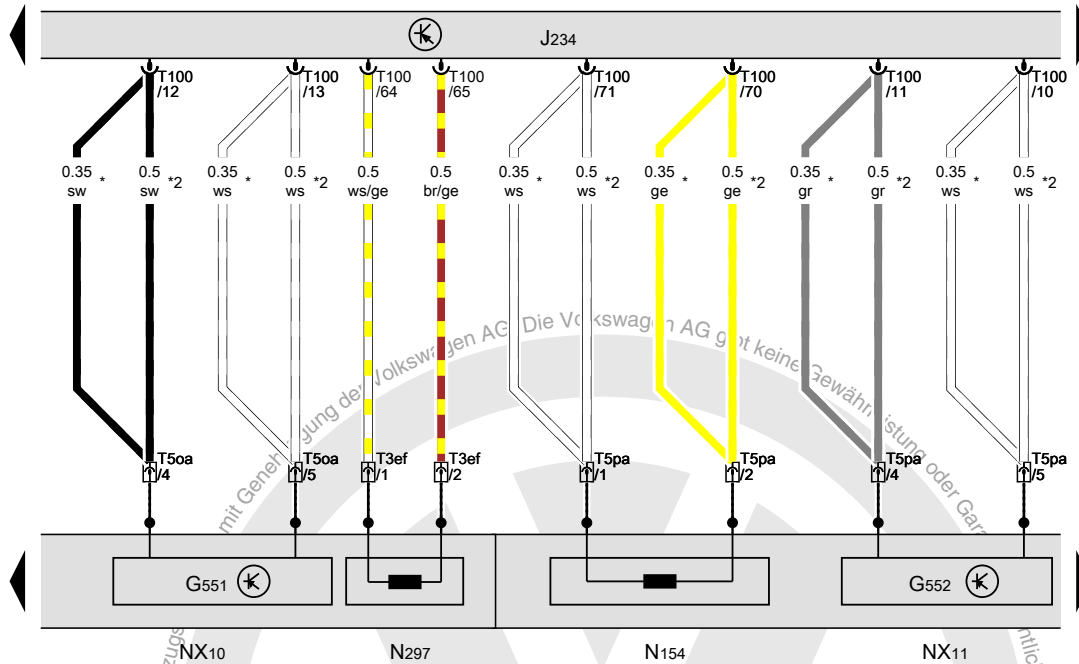 J234
T100 T100 T100 T100 T100 T100 T100 T100
/12 /13 /64 /65 /71 /70 /11 /10
0.35 0.5 0.35 0.5 0.5 0.5 0.35 0.5 0.35 0.5 0.35 0.5 0.35 0.5
sw * sw *2 ws * ws *2 ws/ge br/ge ws * ws *2 ge * ge *2 gr * gr *2 ws * ws *2
mit Genehmigung der Volkswagen AG. Die Volkswagen AG gibt keine Gewährleistung oder
T5oa T5oa T3ef T3ef T5pa T5pa T5pa T5pa
/4 /5 /1 /2 /1 /2 /4 /5
G551 G552
NX10 N297 N154 NX11